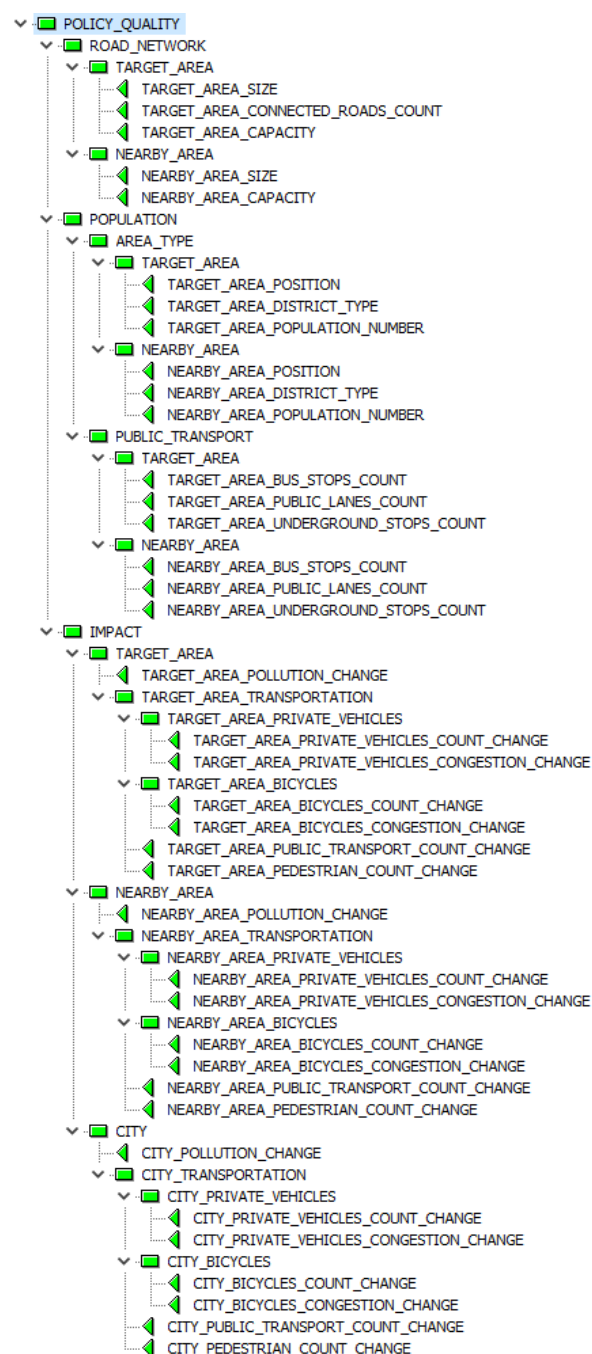 POLICY_QUALITY
ROAD_NETWORK
TARGET_AREA
TARGET_AREA_SIZE
TARGET_AREA_CONNECTED_ROADS_COUNT
TARGET_AREA_CAPACITY
NEARBY_AREA
NEARBY_AREA_SIZE
NEARBY_AREA_CAPACITY
POPULATION
AREA_TYPE
TARGET_AREA
TARGET_AREA_POSITION
TARGET_AREA_DISTRICT_TYPE
TARGET_AREA_POPULATION_NUMBER
NEARBY_AREA
NEARBY_AREA_POSITION
NEARBY_AREA_DISTRICT_TYPE
NEARBY_AREA_POPULATION_NUMBER
PUBLIC_TRANSPORT
TARGET_AREA
TARGET_AREA_BUS_STOPS_COUNT
TARGET_AREA_PUBLIC_LANES_COUNT
TARGET_AREA_UNDERGROUND_STOPS_COUNT
NEARBY_AREA
NEARBY_AREA_BUS_STOPS_COUNT
NEARBY_AREA_PUBLIC_LANES_COUNT
NEARBY_AREA_UNDERGROUND_STOPS_COUNT
IMPACT
TARGET_AREA
TARGET_AREA_POLLUTION_CHANGE
TARGET_AREA_TRANSPORTATION
TARGET_AREA_PRIVATE_VEHICLES
TARGET_AREA_PRIVATE_VEHICLES_COUNT_CHANGE
TARGET_AREA_PRIVATE_VEHICLES_CONGESTION_CHANGE
TARGET_AREA_BICYCLES
TARGET_AREA_BICYCLES_COUNT_CHANGE
TARGET_AREA_BICYCLES_CONGESTION_CHANGE
TARGET_AREA_PUBLIC_TRANSPORT_COUNT_CHANGE
TARGET_AREA_PEDESTRIAN_COUNT_CHANGE
NEARBY_AREA
NEARBY_AREA_POLLUTION_CHANGE
NEARBY_AREA_TRANSPORTATION
NEARBY_AREA_PRIVATE_VEHICLES
NEARBY_AREA_PRIVATE_VEHICLES_COUNT_CHANGE
NEARBY_AREA_PRIVATE_VEHICLES_CONGESTION_CHANGE
NEARBY_AREA_BICYCLES
NEARBY_AREA_BICYCLES_COUNT_CHANGE
NEARBY_AREA_BICYCLES_CONGESTION_CHANGE
NEARBY_AREA_PUBLIC_TRANSPORT_COUNT_CHANGE
NEARBY_AREA_PEDESTRIAN_COUNT_CHANGE
CITY
CITY_POLLUTION_CHANGE
CITY_TRANSPORTATION
CITY_PRIVATE_VEHICLES
CITY_PRIVATE_VEHICLES_COUNT_CHANGE
CITY_PRIVATE_VEHICLES_CONGESTION_CHANGE
CITY_BICYCLES
CITY_BICYCLES_COUNT_CHANGE
CITY_BICYCLES_CONGESTION_CHANGE
CITY_PUBLIC_TRANSPORT_COUNT_CHANGE
CITY_PEDESTRIAN_COUNT_CHANGE